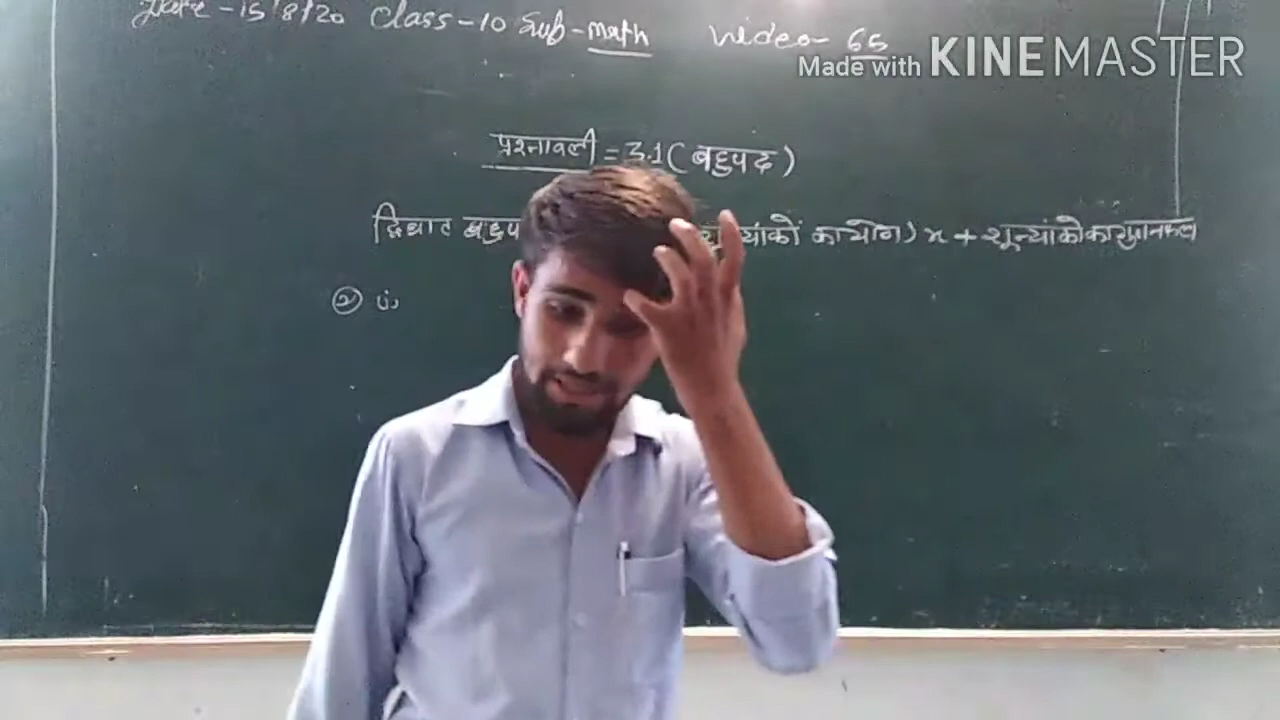 Date - 15/8/20 Class - 10 Sub - math video - 65
Made with KINEMASTER
प्रश्नावली = 3.1 ( बहुपद )
द्विघात बहुप यांकों का योग) x + शून्यांकों का गुणनफल
② (i)